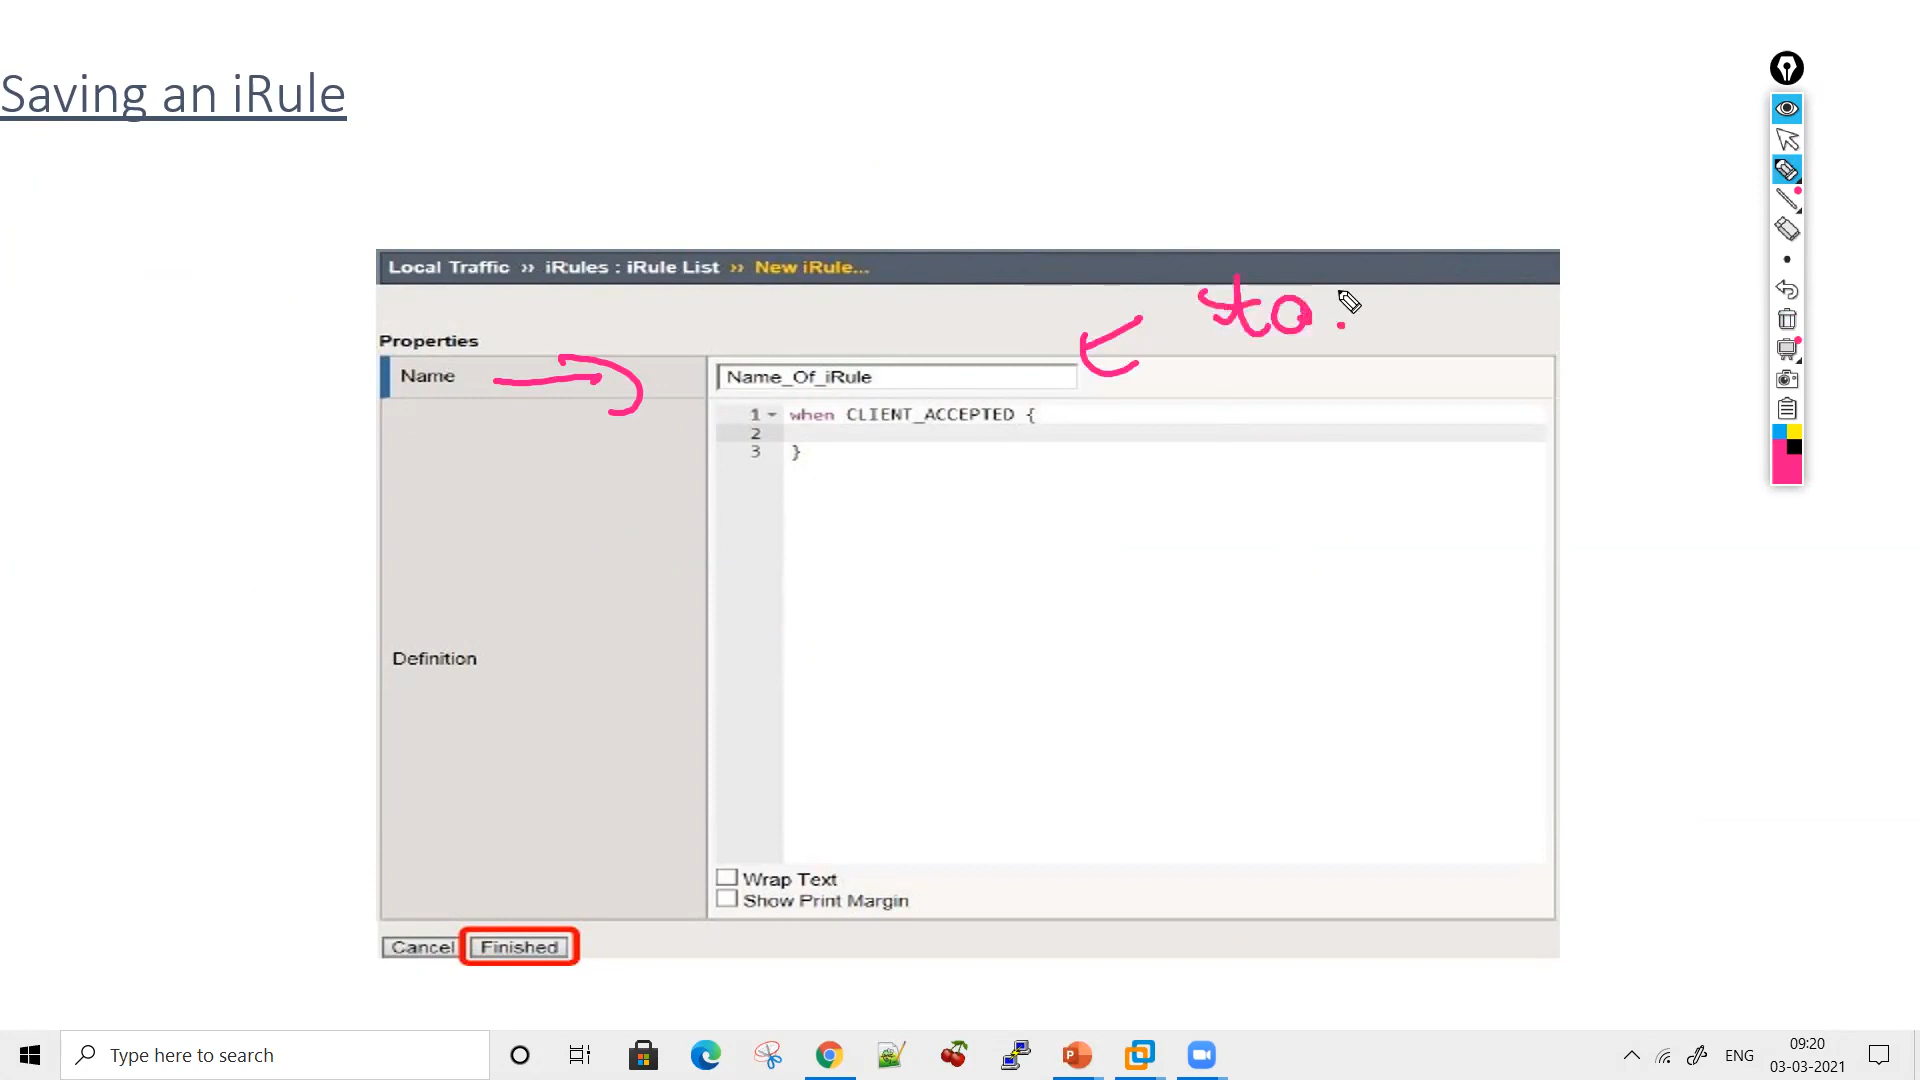 Saving an iRule
Local Traffic ›› iRules : iRule List ›› New iRule...
to.
Properties
Name
Name_Of_iRule
1 when CLIENT_ACCEPTED {
2
3 }
Definition
Wrap Text
Show Print Margin
Cancel Finished
Type here to search
ENG
09:20
03-03-2021